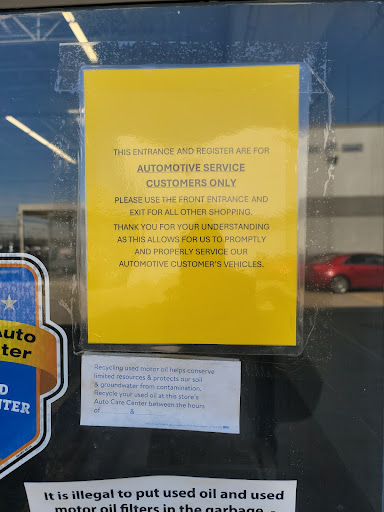 THIS ENTRANCE AND REGISTER ARE FOR
AUTOMOTIVE SERVICE
CUSTOMERS ONLY
PLEASE USE THE FRONT ENTRANCE AND
EXIT FOR ALL OTHER SHOPPING.
THANK YOU FOR YOUR UNDERSTANDING
AS THIS ALLOWS FOR US TO PROMPTLY
AND PROPERLY SERVICE OUR
AUTOMOTIVE CUSTOMER'S VEHICLES.
Auto
ter
D
NTER
Recycling used motor oil helps conserve
limited resources & protects our soil
& groundwater from contamination.
Recycle your used oil at this store's
Auto Care Center between the hours
of ______ & ______
It is illegal to put used oil and used
motor oil filters in the garbage